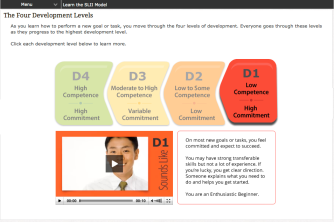 Menu
Learn the SLII Model
The Four Development Levels
As you learn how to perform a new goal or task, you move through the four levels of development. Everyone goes through these levels
as they progress to the highest development level.
Click each development level below to learn more.
D4
High
Competence
High
Commitment
D3
Moderate to High
Competence
Variable
Commitment
D2
Low to Some
Competence
Low
Commitment
D1
Low
Competence
High
Commitment
D1
Sounds Like
00:00
00:10
On most new goals or tasks, you feel
committed and expect to succeed.
You may have strong transferable
skills but not a lot of experience. If
you're lucky, you get clear direction.
Someone explains what you need to
do and helps you get started.
You are an Enthusiastic Beginner.